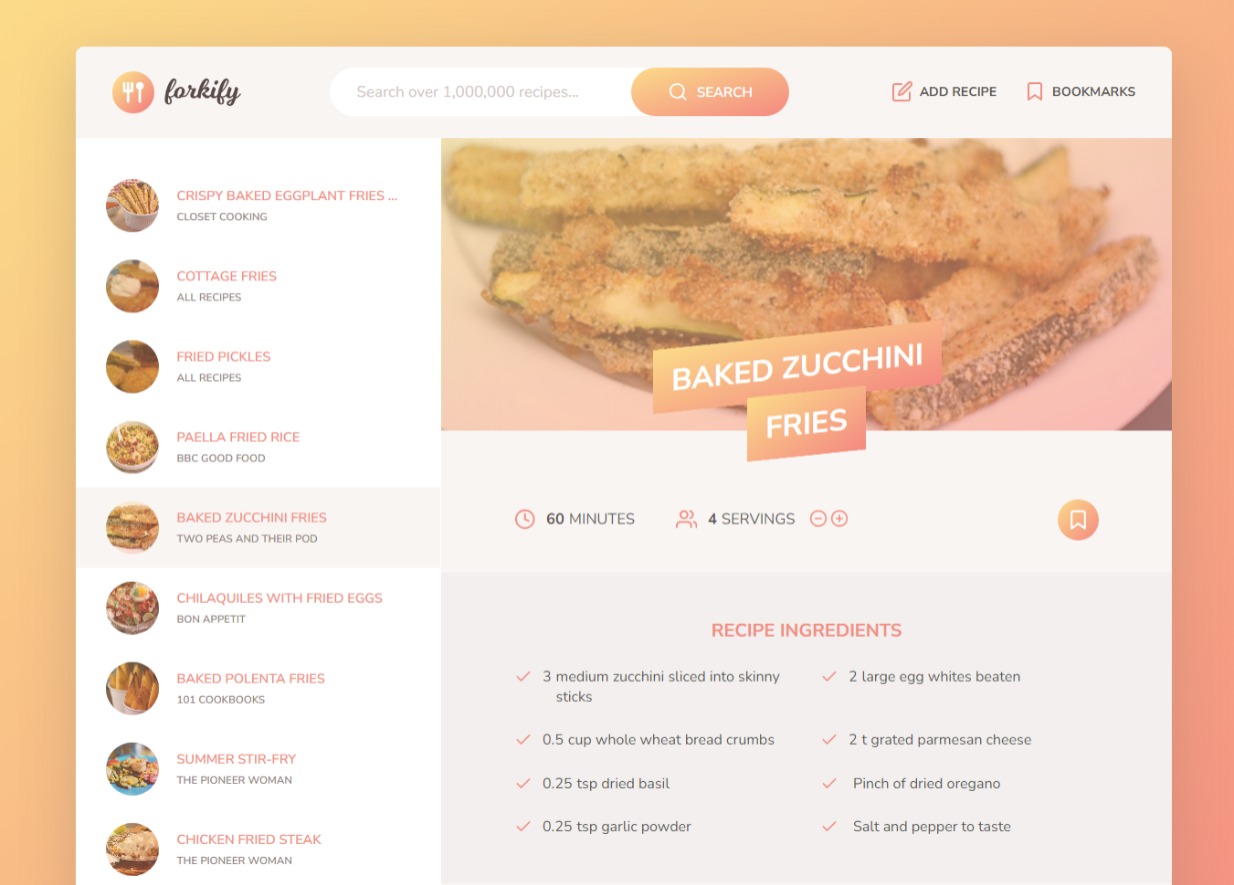 forkify
Search over 1,000,000 recipes...
SEARCH
ADD RECIPE
BOOKMARKS
CRISPY BAKED EGGPLANT FRIES ...
CLOSET COOKING
COTTAGE FRIES
ALL RECIPES
FRIED PICKLES
ALL RECIPES
PAELLA FRIED RICE
BBC GOOD FOOD
BAKED ZUCCHINI FRIES
TWO PEAS AND THEIR POD
CHILAQUILES WITH FRIED EGGS
BON APPETIT
BAKED POLENTA FRIES
101 COOKBOOKS
SUMMER STIR-FRY
THE PIONEER WOMAN
CHICKEN FRIED STEAK
THE PIONEER WOMAN
BAKED ZUCCHINI
FRIES
60 MINUTES
4 SERVINGS
RECIPE INGREDIENTS
3 medium zucchini sliced into skinny
sticks
2 large egg whites beaten
0.5 cup whole wheat bread crumbs
2 t grated parmesan cheese
0.25 tsp dried basil
Pinch of dried oregano
0.25 tsp garlic powder
Salt and pepper to taste